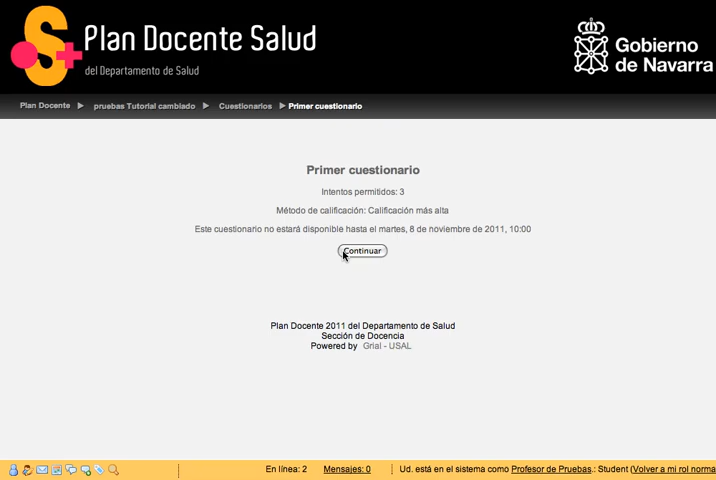 Plan Docente Salud
del Departamento de Salud
Gobierno
de Navarra
Plan Docente ▶ pruebas Tutorial cambiado ▶ Cuestionarios ▶ Primer cuestionario
Primer cuestionario
Intentos permitidos: 3
Método de calificación: Calificación más alta
Este cuestionario no estará disponible hasta el martes, 8 de noviembre de 2011, 10:00
Continuar
Plan Docente 2011 del Departamento de Salud
Sección de Docencia
Powered by Grial - USAL
En línea: 2 Mensajes: 0 Ud. está en el sistema como Profesor de Pruebas.: Student (Volver a mi rol norma